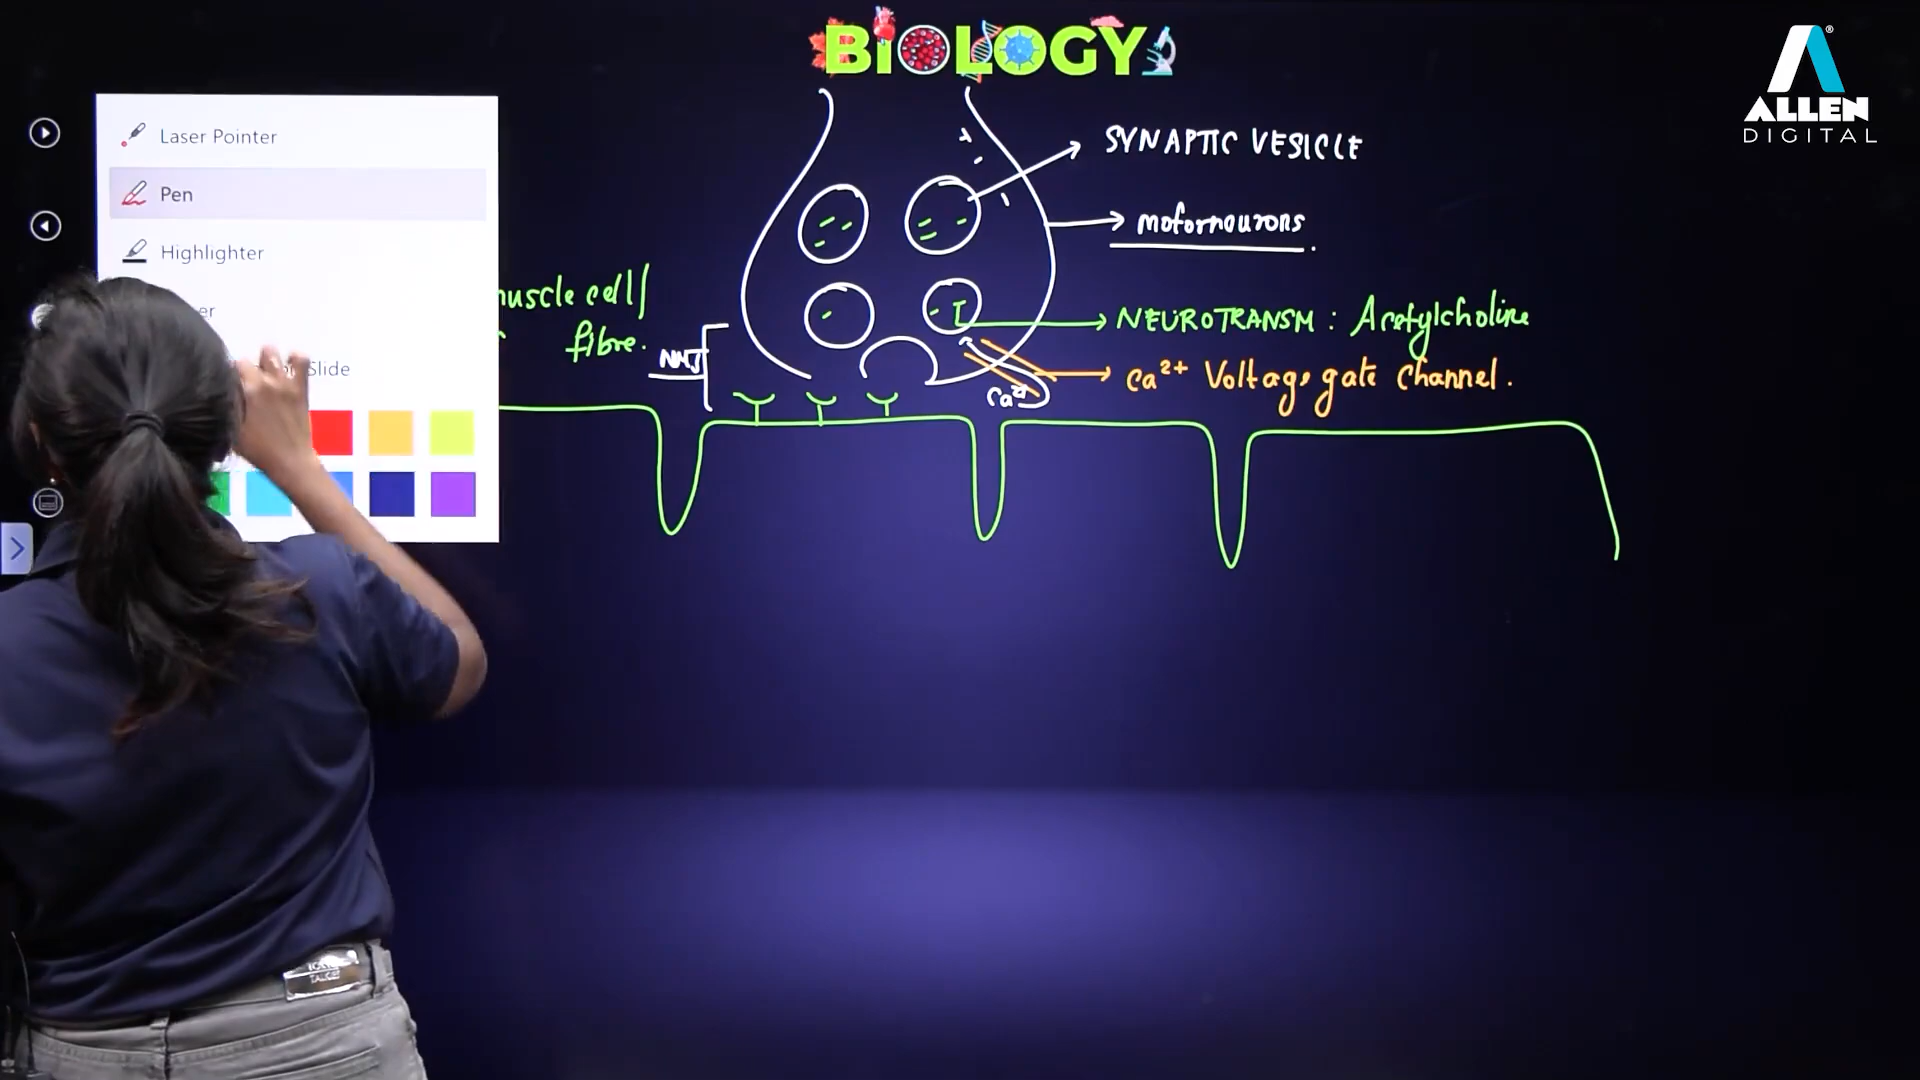 BIOLOGY
ALLEN
DIGITAL
Laser Pointer
Pen
Highlighter
Slide
SYNAPTIC VESICLE
motorneurons.
muscle cell/
fibre.
NMJ
NEUROTRANSM : Acetylcholine
Ca²⁺ Voltage gate channel.
Ca²⁺